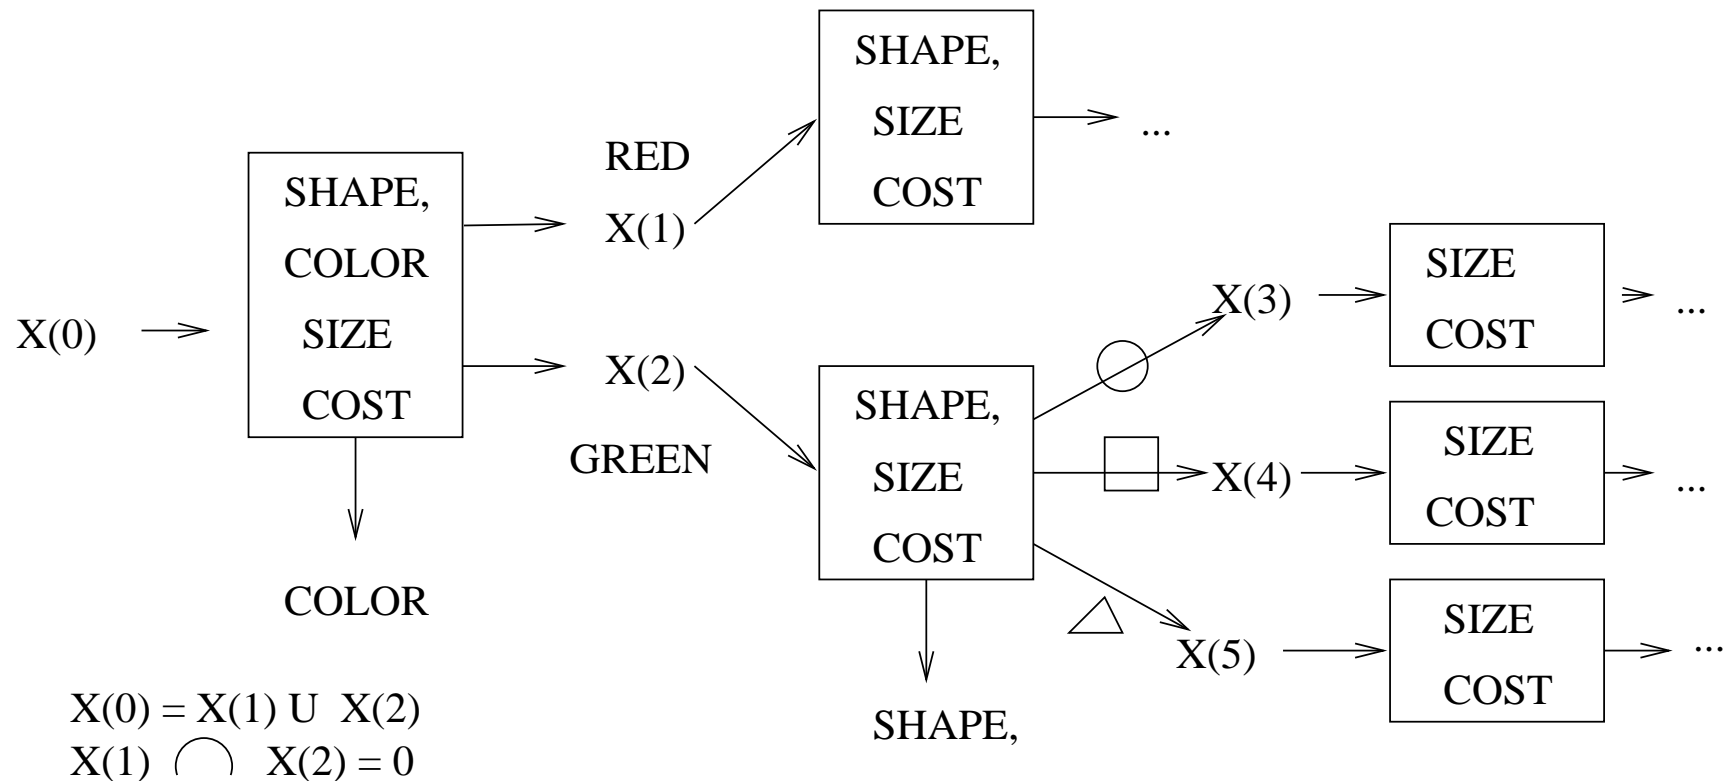 X(0)
SHAPE,
COLOR
SIZE
COST
COLOR
RED
X(1)
X(2)
GREEN
SHAPE,
SIZE
COST
...
SHAPE,
SIZE
COST
SHAPE,
X(3)
SIZE
COST
...
X(4)
SIZE
COST
...
X(5)
SIZE
COST
...
X(0) = X(1) U X(2)
X(1) ∩ X(2) = 0